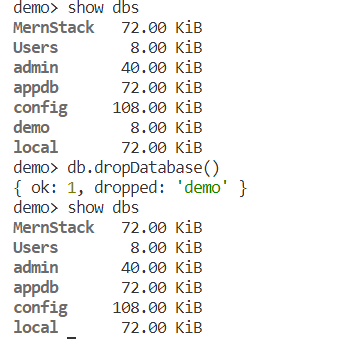 demo> show dbs
MernStack   72.00 KiB
Users        8.00 KiB
admin       40.00 KiB
appdb       72.00 KiB
config     108.00 KiB
demo         8.00 KiB
local       72.00 KiB
demo> db.dropDatabase()
{ ok: 1, dropped: 'demo' }
demo> show dbs
MernStack   72.00 KiB
Users        8.00 KiB
admin       40.00 KiB
appdb       72.00 KiB
config     108.00 KiB
local       72.00 KiB